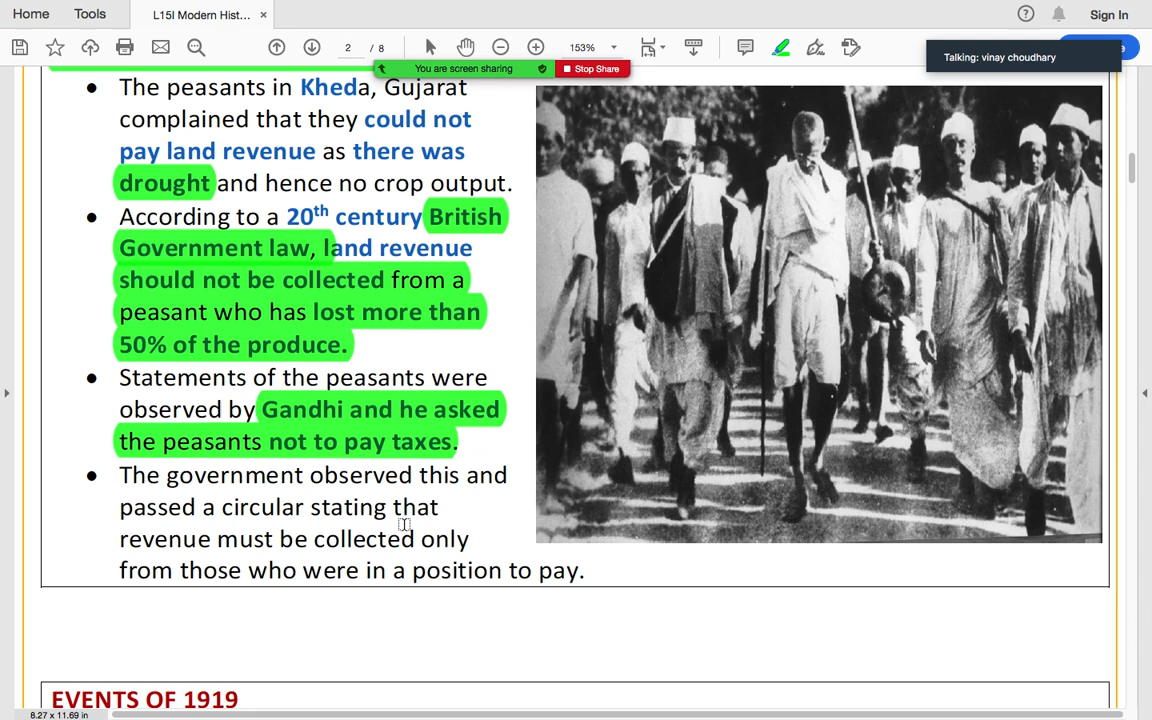 Home Tools L15I Modern Hist... × Sign In
2 / 8 153%
Talking: vinay choudhary
You are screen sharing Stop Share
• The peasants in Kheda, Gujarat
complained that they could not
pay land revenue as there was
drought and hence no crop output.
• According to a 20th century British
Government law, land revenue
should not be collected from a
peasant who has lost more than
50% of the produce.
• Statements of the peasants were
observed by Gandhi and he asked
the peasants not to pay taxes.
• The government observed this and
passed a circular stating that
revenue must be collected only
from those who were in a position to pay.
EVENTS OF 1919
8.27 x 11.69 in